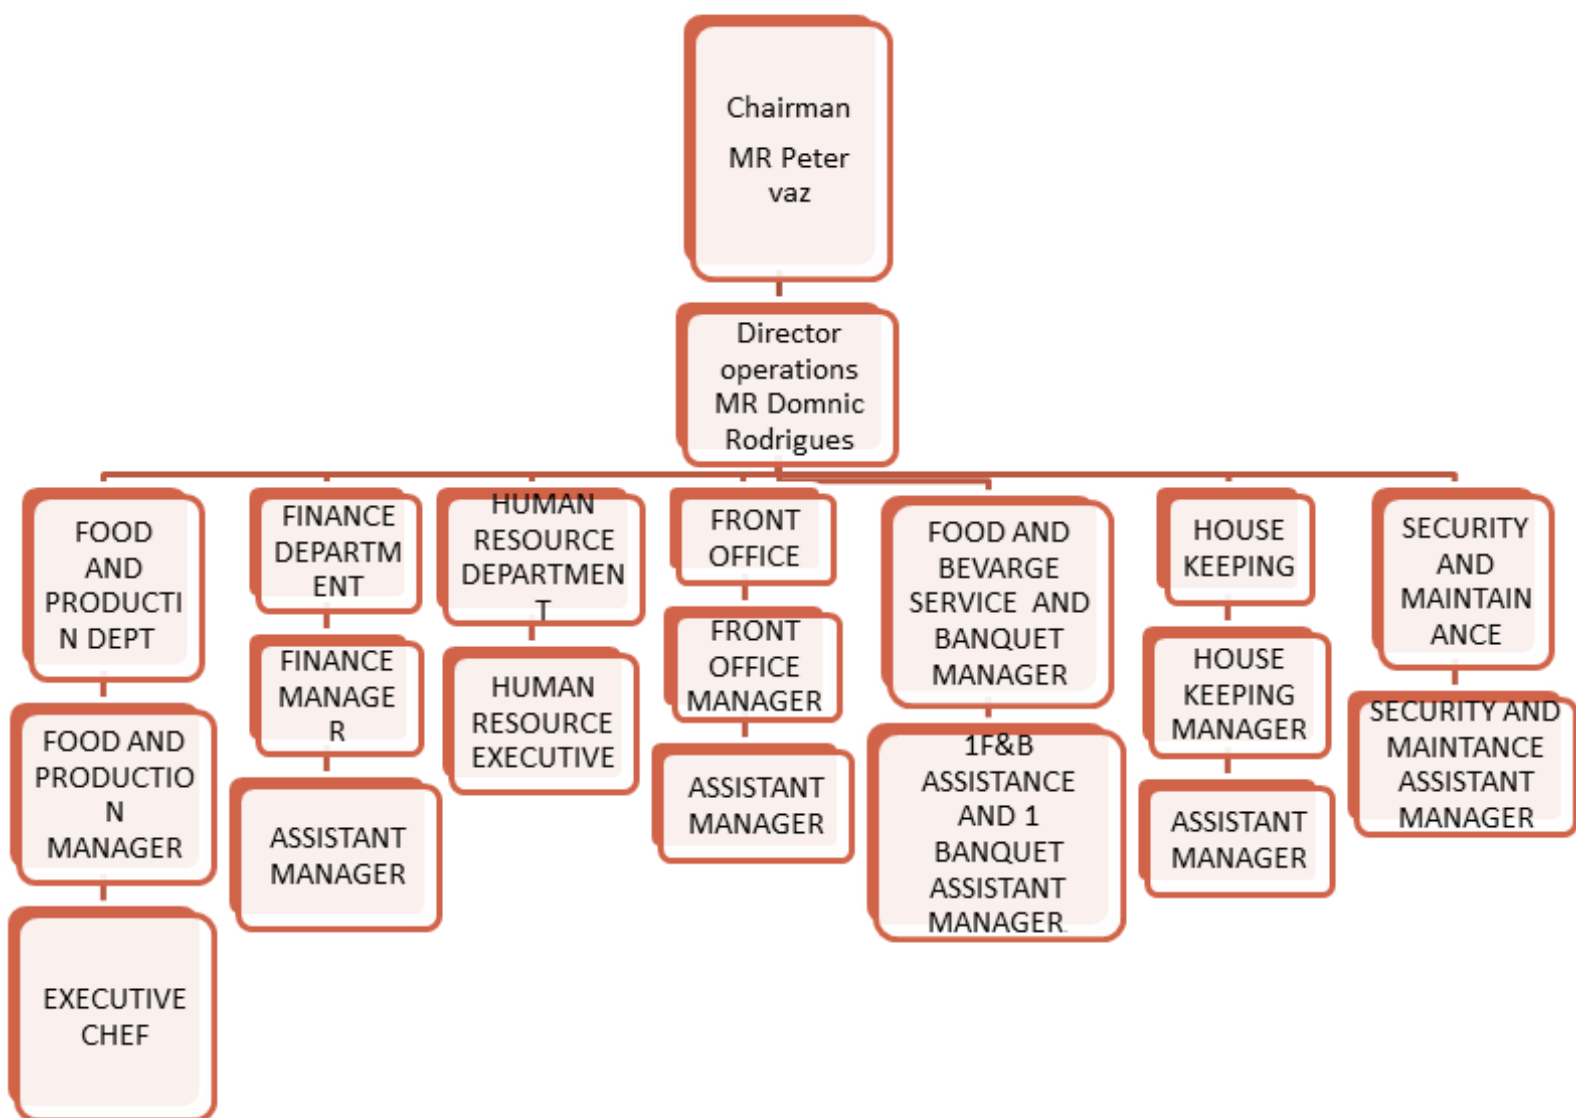 Chairman
MR Peter
vaz
Director
operations
MR Domnic
Rodrigues
FOOD
AND
PRODUCTI
N DEPT
FOOD AND
PRODUCTIO
N
MANAGER
EXECUTIVE
CHEF
FINANCE
DEPARTM
ENT
FINANCE
MANAGE
R
ASSISTANT
MANAGER
HUMAN
RESOURCE
DEPARTMEN
T
HUMAN
RESOURCE
EXECUTIVE
FRONT
OFFICE
FRONT
OFFICE
MANAGER
ASSISTANT
MANAGER
FOOD AND
BEVARGE
SERVICE AND
BANQUET
MANAGER
1F&B
ASSISTANCE
AND 1
BANQUET
ASSISTANT
MANAGER.
HOUSE
KEEPING
HOUSE
KEEPING
MANAGER
ASSISTANT
MANAGER
SECURITY
AND
MAINTAIN
ANCE
SECURITY AND
MAINTANCE
ASSISTANT
MANAGER